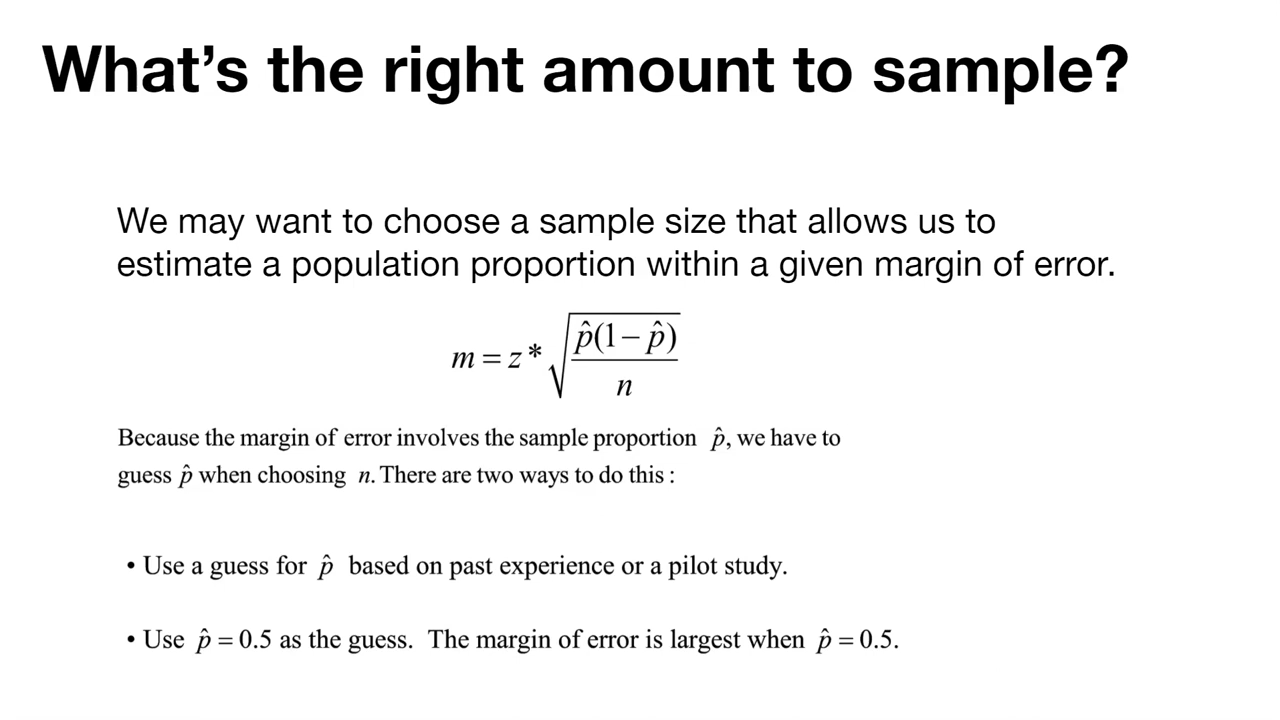 What’s the right amount to sample?
We may want to choose a sample size that allows us to
estimate a population proportion within a given margin of error.
m = z * √(p̂(1 − p̂) / n)
Because the margin of error involves the sample proportion p̂, we have to
guess p̂ when choosing n. There are two ways to do this :
• Use a guess for p̂ based on past experience or a pilot study.
• Use p̂ = 0.5 as the guess. The margin of error is largest when p̂ = 0.5.